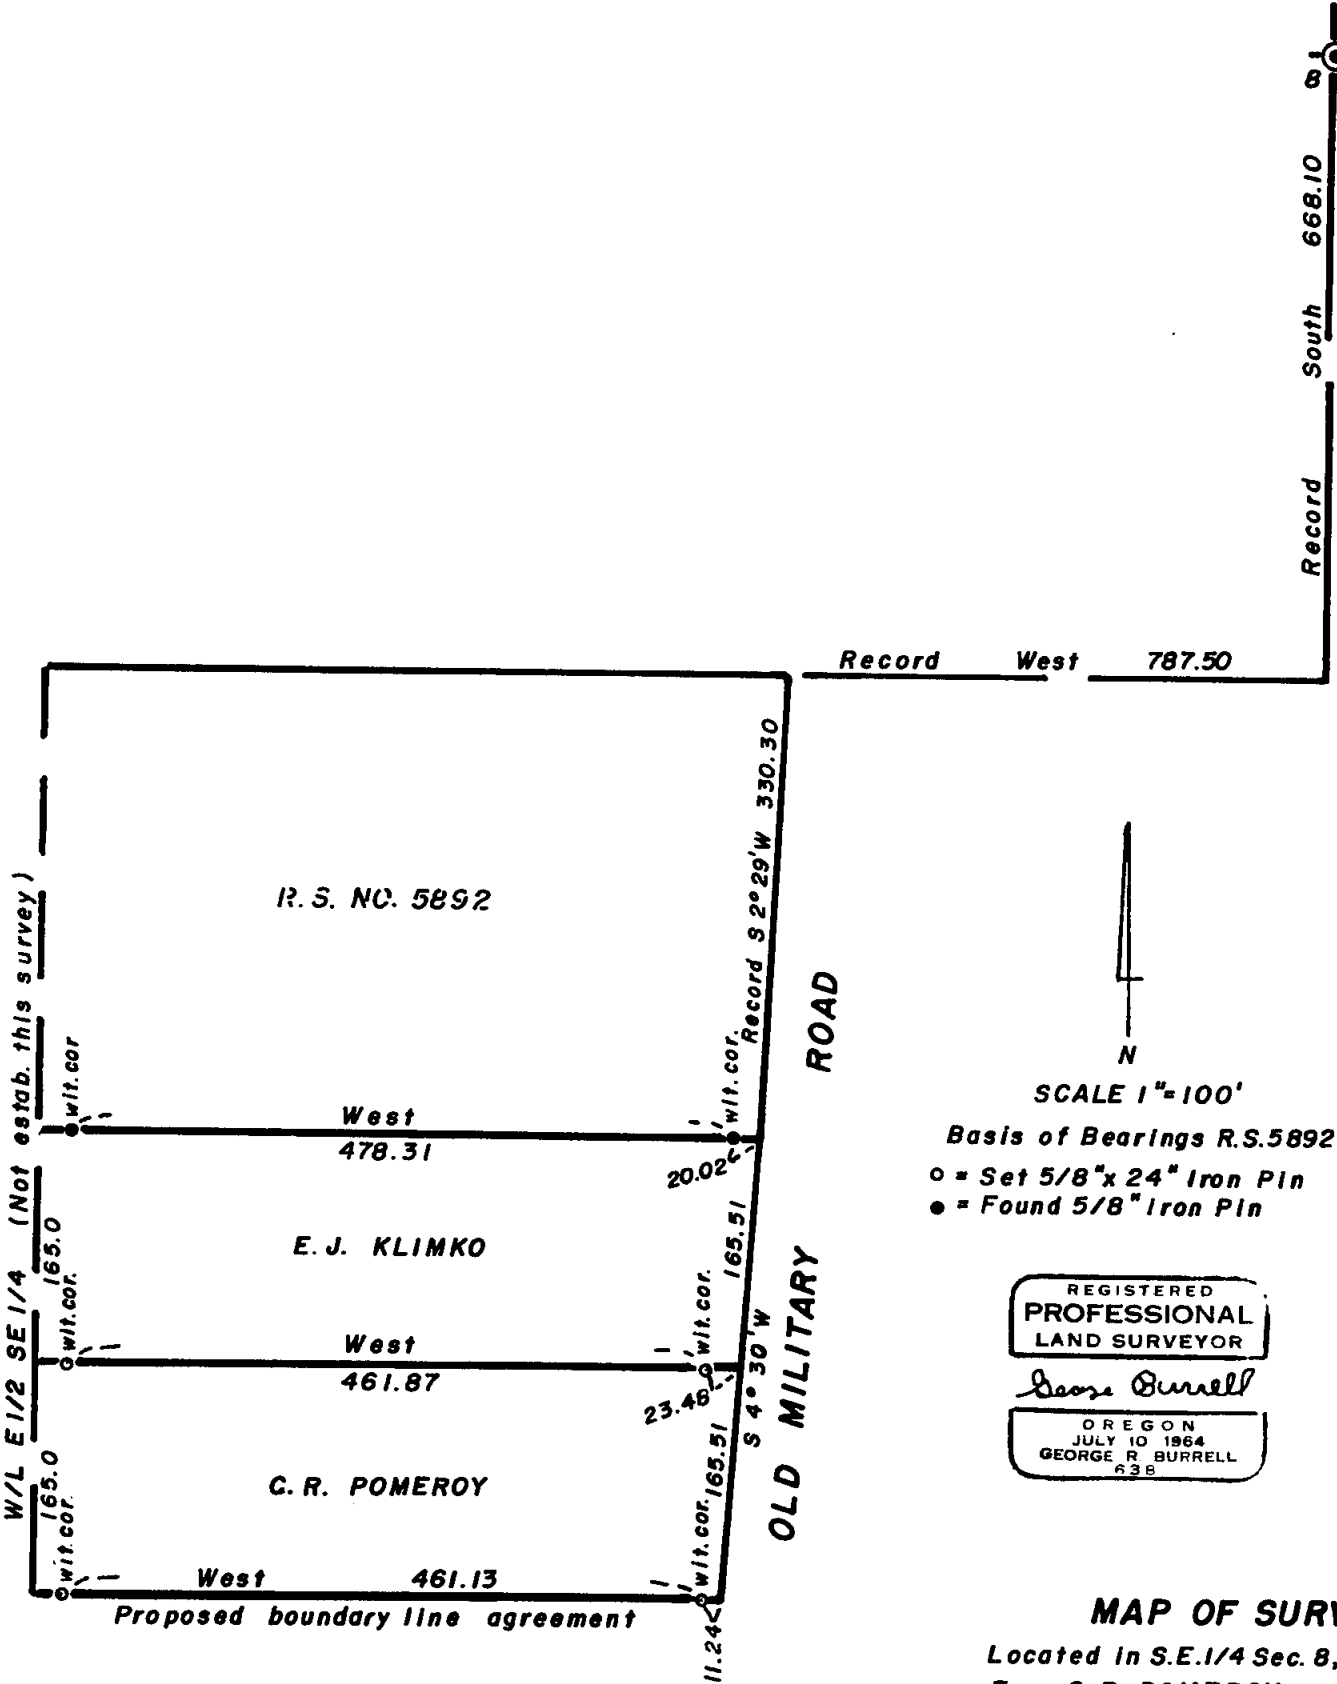 8
Record South 668.10
Record West 787.50
Record S 2° 29' W 330.30
R. S. NO. 5892
W/L E 1/2 SE 1/4 (Not estab. this survey)
ROAD
wit.cor
wit.cor.
West
478.31
20.02
165.51
165.0
E. J. KLIMKO
wit.cor.
wit.cor.
West
461.87
23.48
S 4° 30' W
OLD MILITARY
165.51
165.0
C. R. POMEROY
wit.cor.
wit.cor.
West 461.13
Proposed boundary line agreement
11.24
N
SCALE 1"=100'
Basis of Bearings R.S.5892
o = Set 5/8"x 24" Iron Pin
● = Found 5/8" Iron Pin
REGISTERED
PROFESSIONAL
LAND SURVEYOR
George Burrell
OREGON
JULY 10 1964
GEORGE R. BURRELL
638
MAP OF SURV
Located in S.E.1/4 Sec. 8,